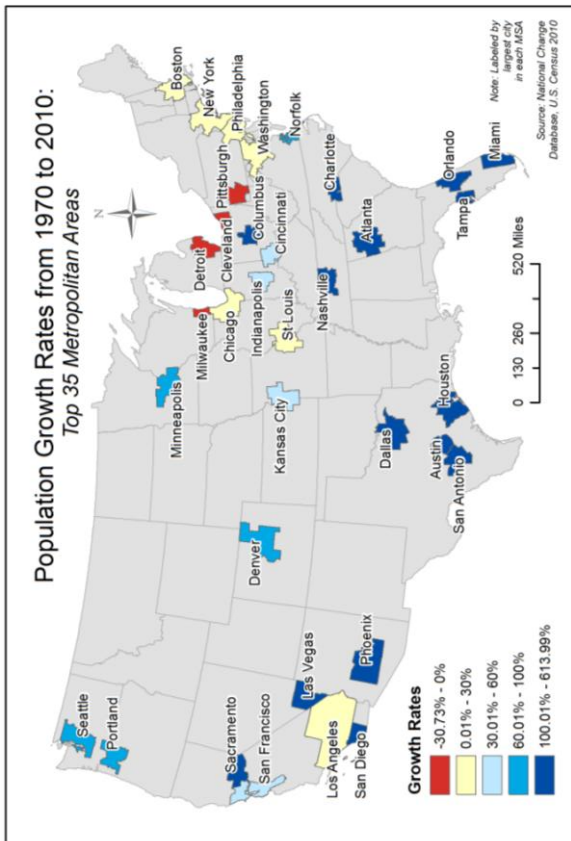 Population Growth Rates from 1970 to 2010:
Top 35 Metropolitan Areas
N
Seattle
Portland
Sacramento
San Francisco
Los Angeles
San Diego
Las Vegas
Phoenix
Denver
Minneapolis
Kansas City
Dallas
Austin
San Antonio
Houston
Milwaukee
Chicago
Indianapolis
St Louis
Nashville
Detroit
Cleveland
Pittsburgh
Columbus
Cincinnati
Charlotte
Atlanta
Boston
New York
Philadelphia
Washington
Norfolk
Orlando
Tampa
Miami
Growth Rates
-30.73% - 0%
0.01% - 30%
30.01% - 60%
60.01% - 100%
100.01% - 613.99%
0 130 260 520 Miles
Note: Labeled by
largest city
in each MSA
Source: National Change
Database, U.S. Census 2010